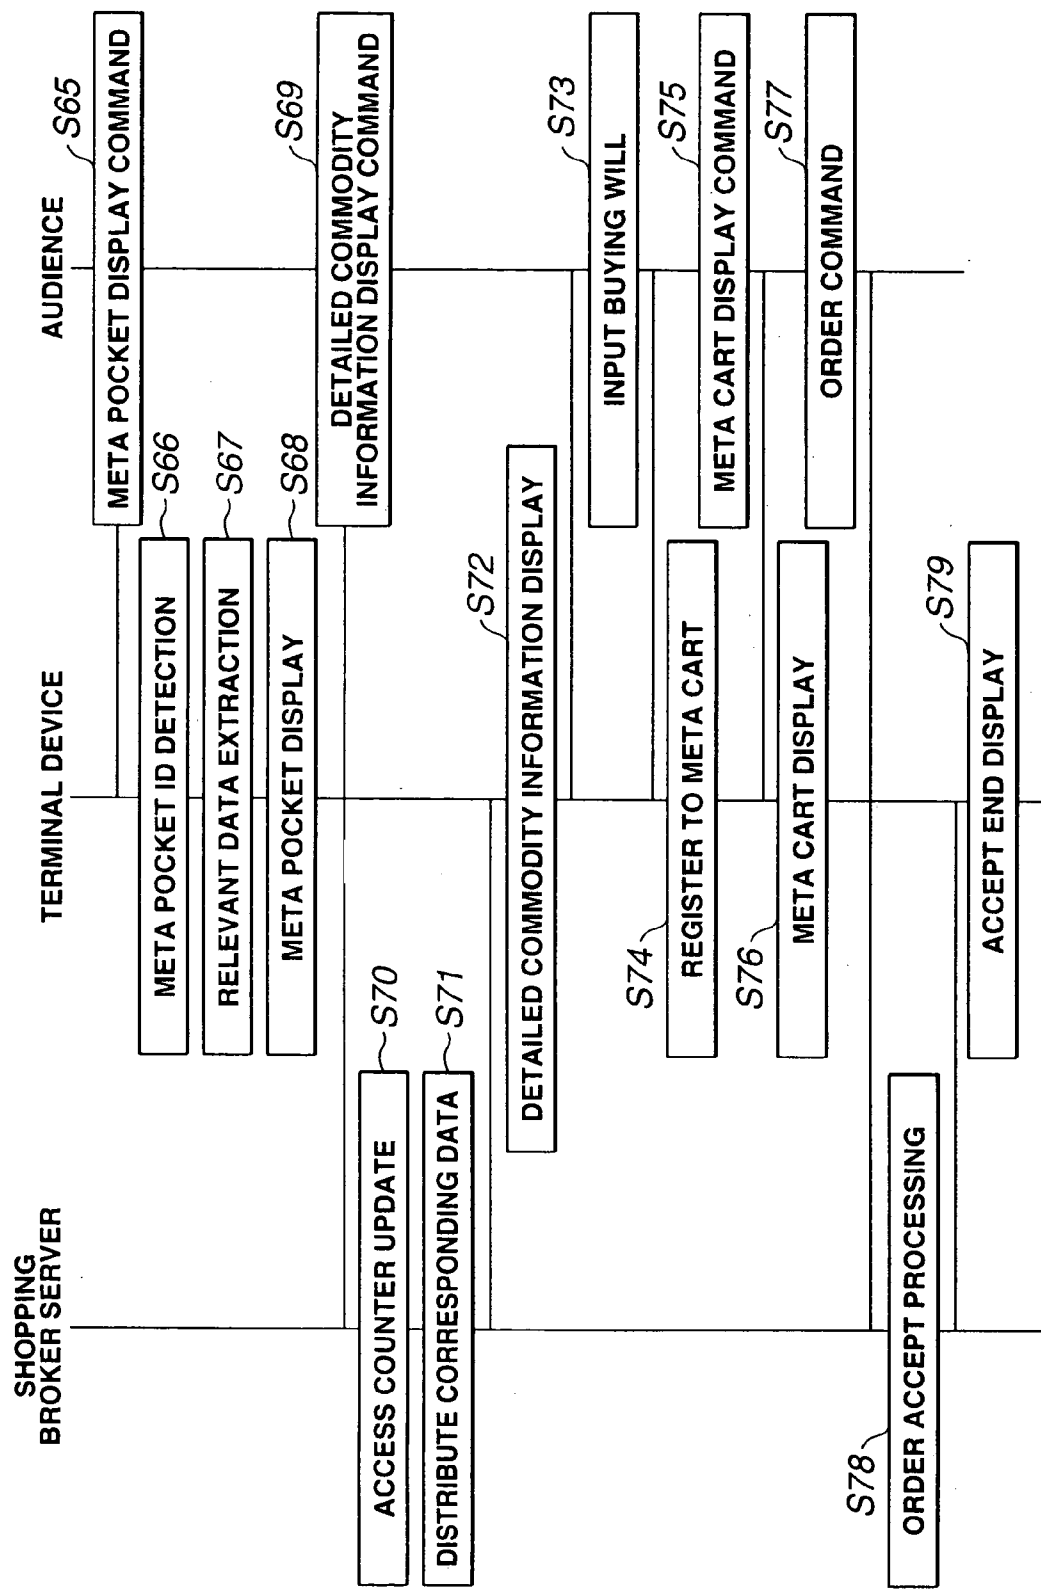 SHOPPING
BROKER SERVER
TERMINAL DEVICE
AUDIENCE
META POCKET DISPLAY COMMAND
S65
META POCKET ID DETECTION
S66
RELEVANT DATA EXTRACTION
S67
META POCKET DISPLAY
S68
DETAILED COMMODITY
INFORMATION DISPLAY COMMAND
S69
ACCESS COUNTER UPDATE
S70
DISTRIBUTE CORRESPONDING DATA
S71
DETAILED COMMODITY INFORMATION DISPLAY
S72
INPUT BUYING WILL
S73
REGISTER TO META CART
S74
META CART DISPLAY COMMAND
S75
META CART DISPLAY
S76
ORDER COMMAND
S77
ORDER ACCEPT PROCESSING
S78
ACCEPT END DISPLAY
S79